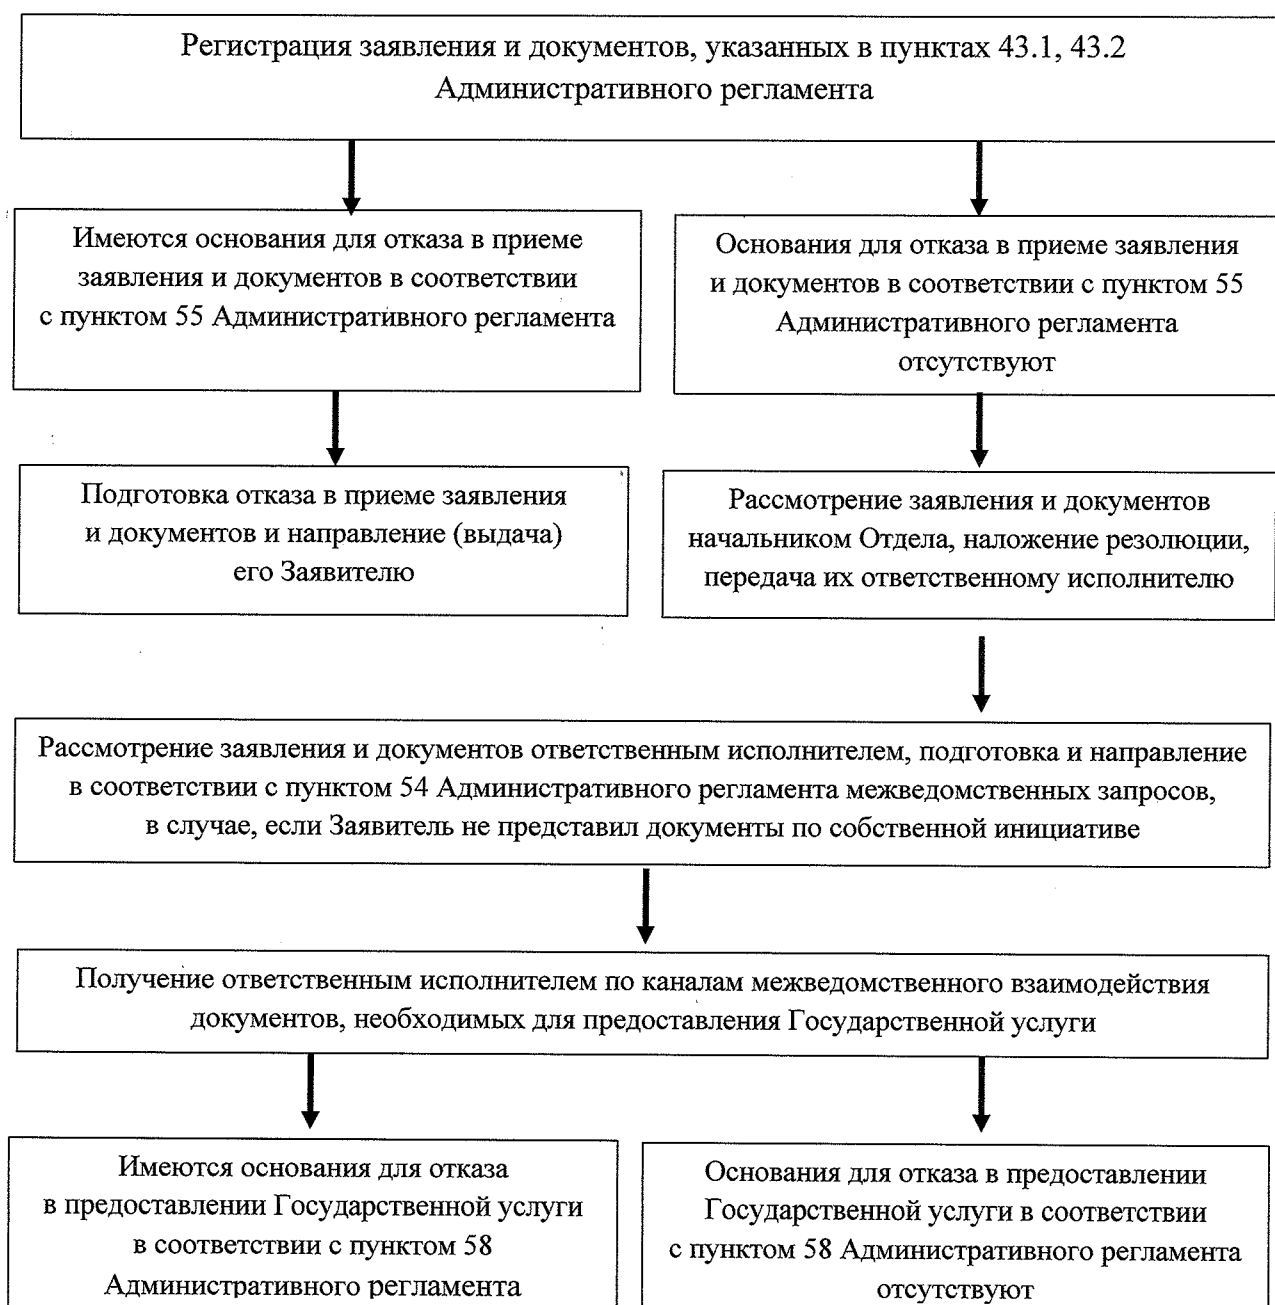 Регистрация заявления и документов, указанных в пунктах 43.1, 43.2
Административного регламента
Имеются основания для отказа в приеме
заявления и документов в соответствии
с пунктом 55 Административного регламента
Основания для отказа в приеме заявления
и документов в соответствии с пунктом 55
Административного регламента
отсутствуют
Подготовка отказа в приеме заявления
и документов и направление (выдача)
его Заявителю
Рассмотрение заявления и документов
начальником Отдела, наложение резолюции,
передача их ответственному исполнителю
Рассмотрение заявления и документов ответственным исполнителем, подготовка и направление
в соответствии с пунктом 54 Административного регламента межведомственных запросов,
в случае, если Заявитель не представил документы по собственной инициативе
Получение ответственным исполнителем по каналам межведомственного взаимодействия
документов, необходимых для предоставления Государственной услуги
Имеются основания для отказа
в предоставлении Государственной услуги
в соответствии с пунктом 58
Административного регламента
Основания для отказа в предоставлении
Государственной услуги в соответствии
с пунктом 58 Административного регламента
отсутствуют